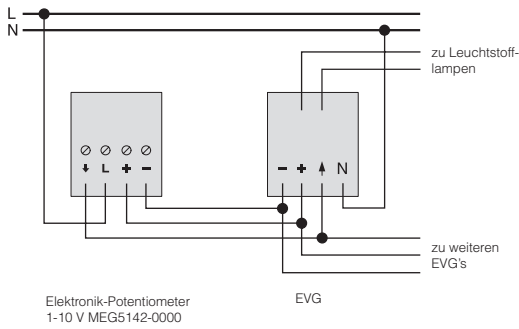 L
N
zu Leuchtstoff-
lampen
L + −
− + N
zu weiteren
EVG's
Elektronik-Potentiometer
1-10 V MEG5142-0000
EVG